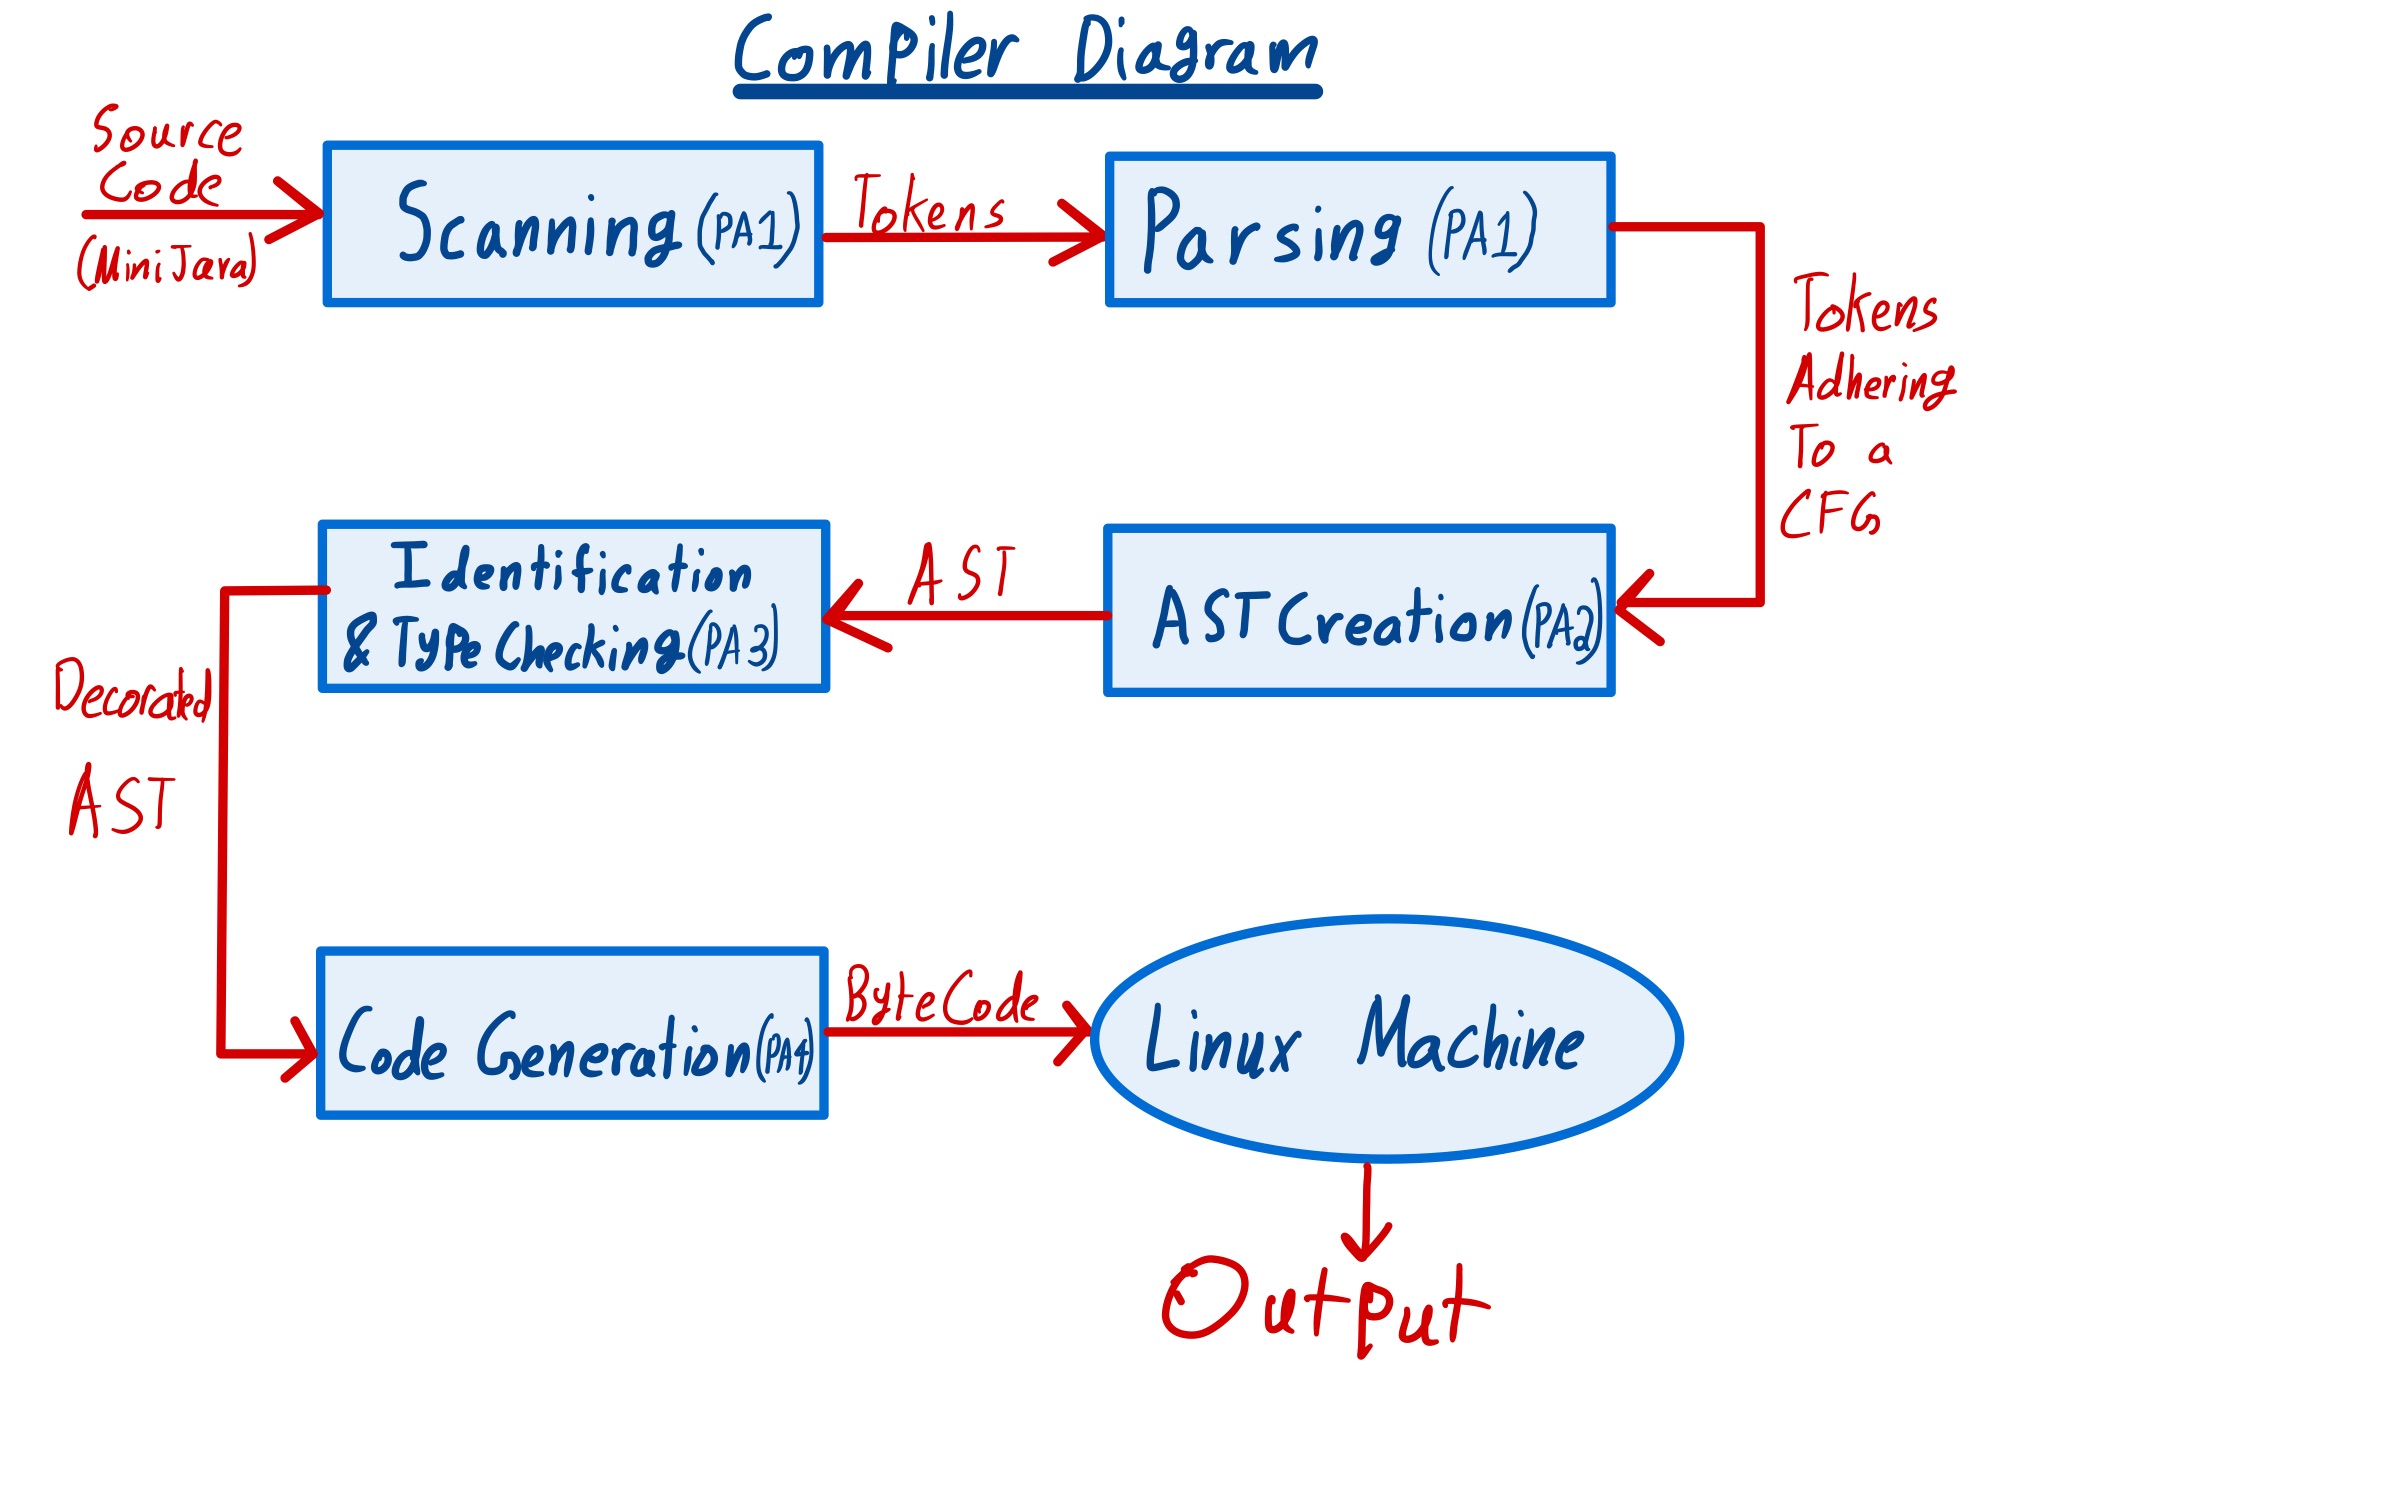 Compiler Diagram
Source
Code
(MiniJava)
Scanning (PA1)
Tokens
Parsing (PA1)
Tokens
Adhering
To a
CFG
AST Creation (PA2)
AST
Identification
& Type Checking (PA3)
Decorated
AST
Code Generation (PA4)
ByteCode
Linux Machine
Output